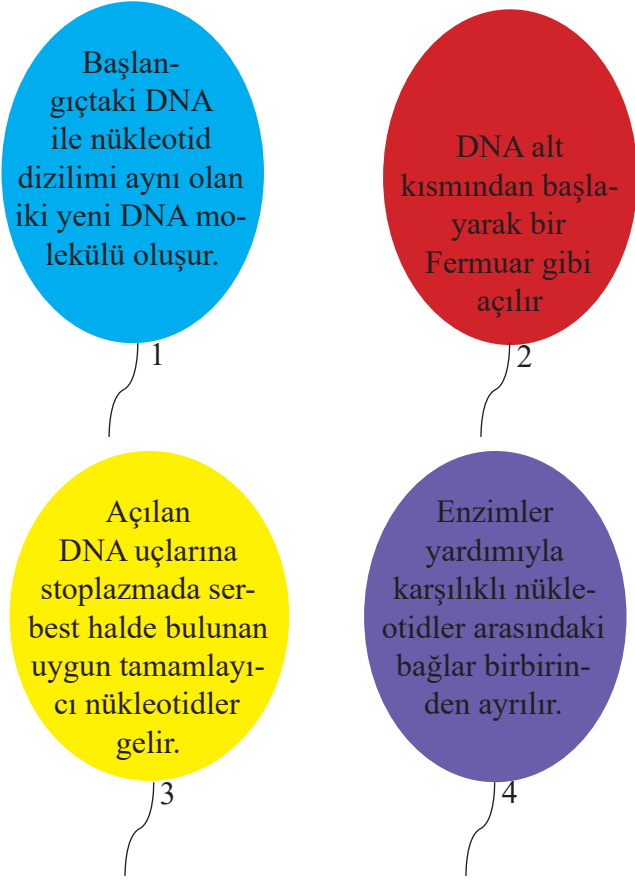 Başlan-
gıçtaki DNA
ile nükleotid
dizilimi aynı olan
iki yeni DNA mo-
lekülü oluşur.
1
DNA alt
kısmından başla-
yarak bir
Fermuar gibi
açılır
2
Açılan
DNA uçlarına
stoplazmada ser-
best halde bulunan
uygun tamamlayı-
cı nükleotidler
gelir.
3
Enzimler
yardımıyla
karşılıklı nükle-
otidler arasındaki
bağlar birbirin-
den ayrılır.
4